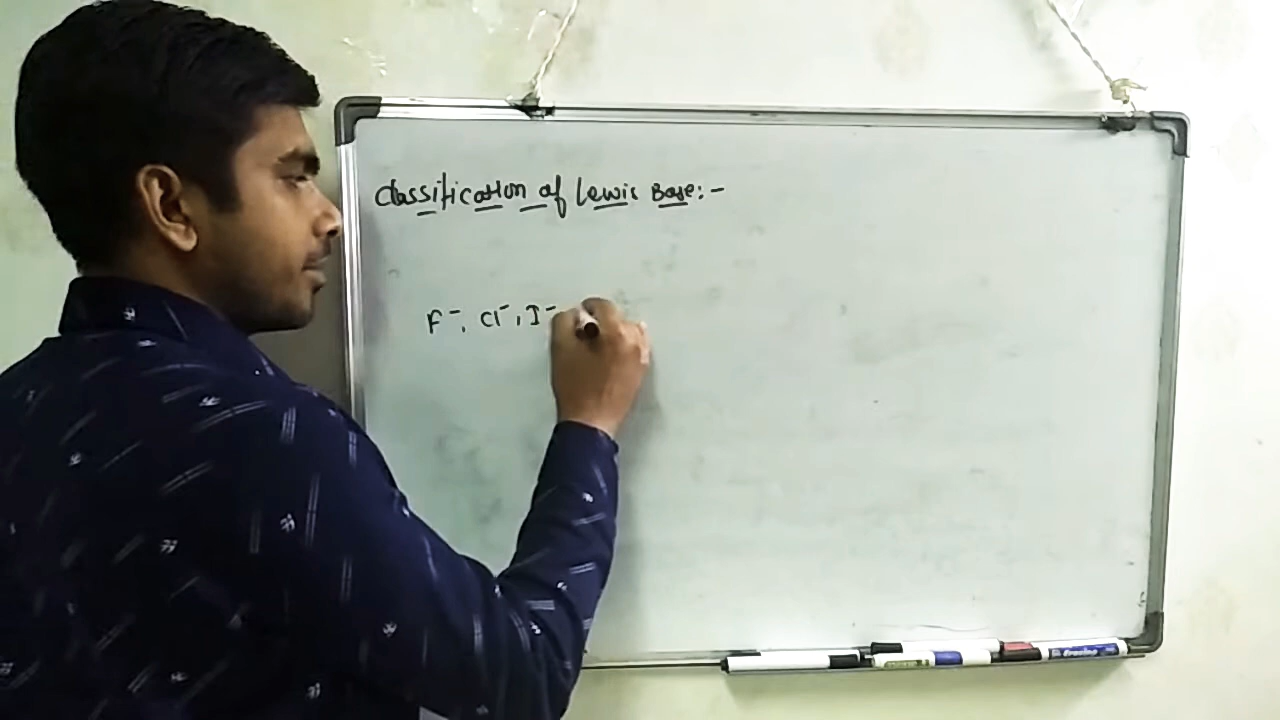 Classification of Lewis Base:-
F⁻, Cl⁻, I⁻